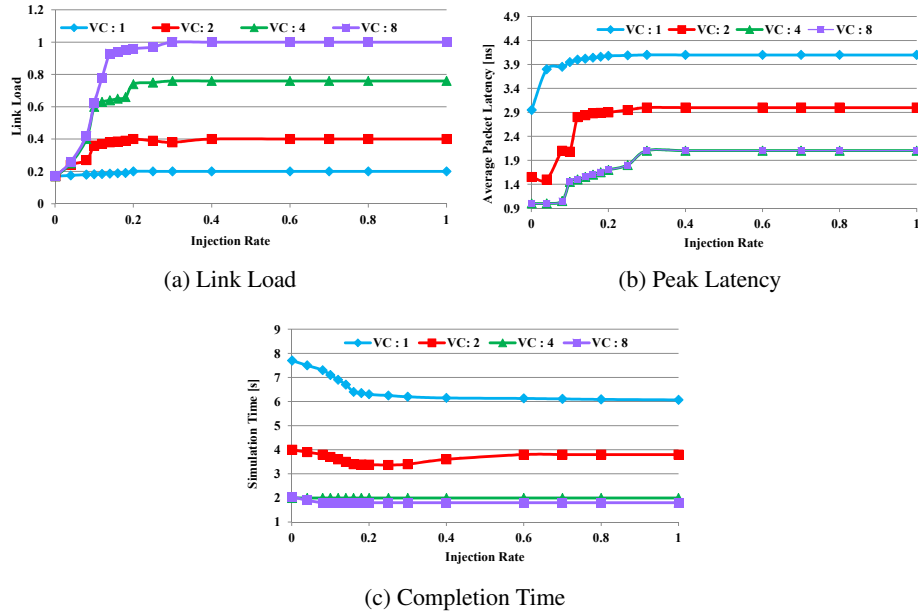 VC : 1 VC: 2 VC : 4 VC : 8
1.2
1
0.8
0.6
0.4
0.2
0
Link Load
0 0.2 0.4 0.6 0.8 1
Injection Rate
(a) Link Load
4.9
4.4
3.9
3.4
2.9
2.4
1.9
1.4
0.9
Average Packet Latency [ns]
VC : 1 VC: 2 VC : 4 VC : 8
0 0.2 0.4 0.6 0.8 1
Injection Rate
(b) Peak Latency
9
8
7
6
5
4
3
2
1
Simulation Time [s]
VC : 1 VC: 2 VC : 4 VC : 8
0 0.2 0.4 0.6 0.8 1
Injection Rate
(c) Completion Time